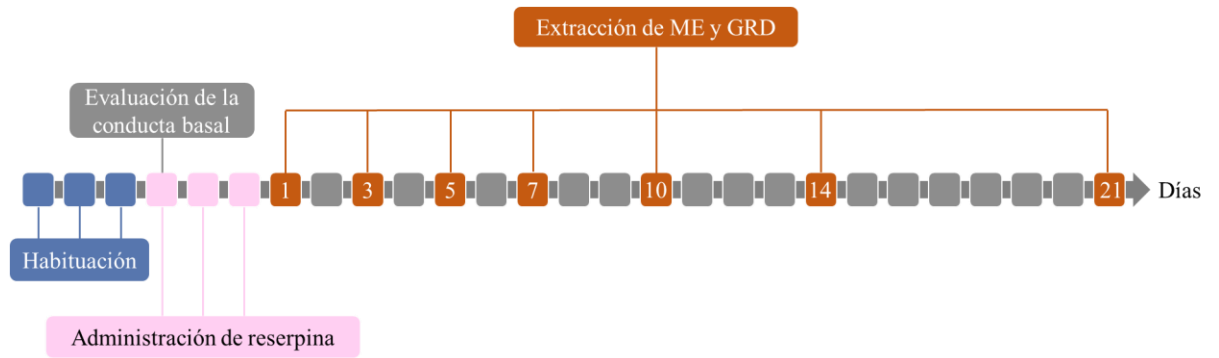 Extracción de ME y GRD
Evaluación de la
conducta basal
1 3 5 7 10 14 21 Días
Habituación
Administración de reserpina